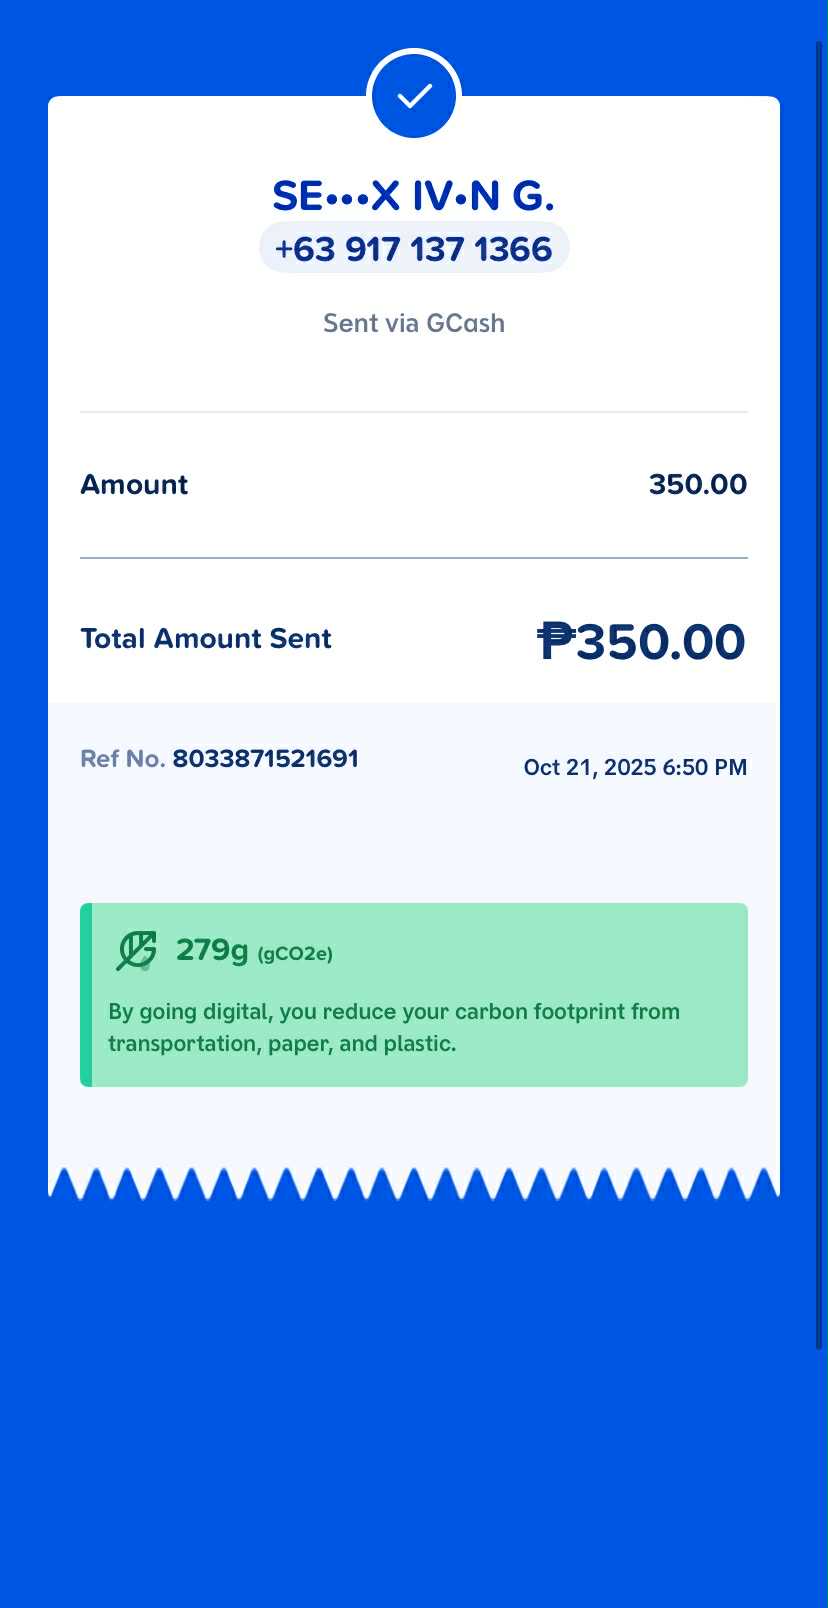 SE•••X IV•N G.
+63 917 137 1366
Sent via GCash
Amount 350.00
Total Amount Sent ₱350.00
Ref No. 8033871521691 Oct 21, 2025 6:50 PM
279g (gCO2e)
By going digital, you reduce your carbon footprint from
transportation, paper, and plastic.